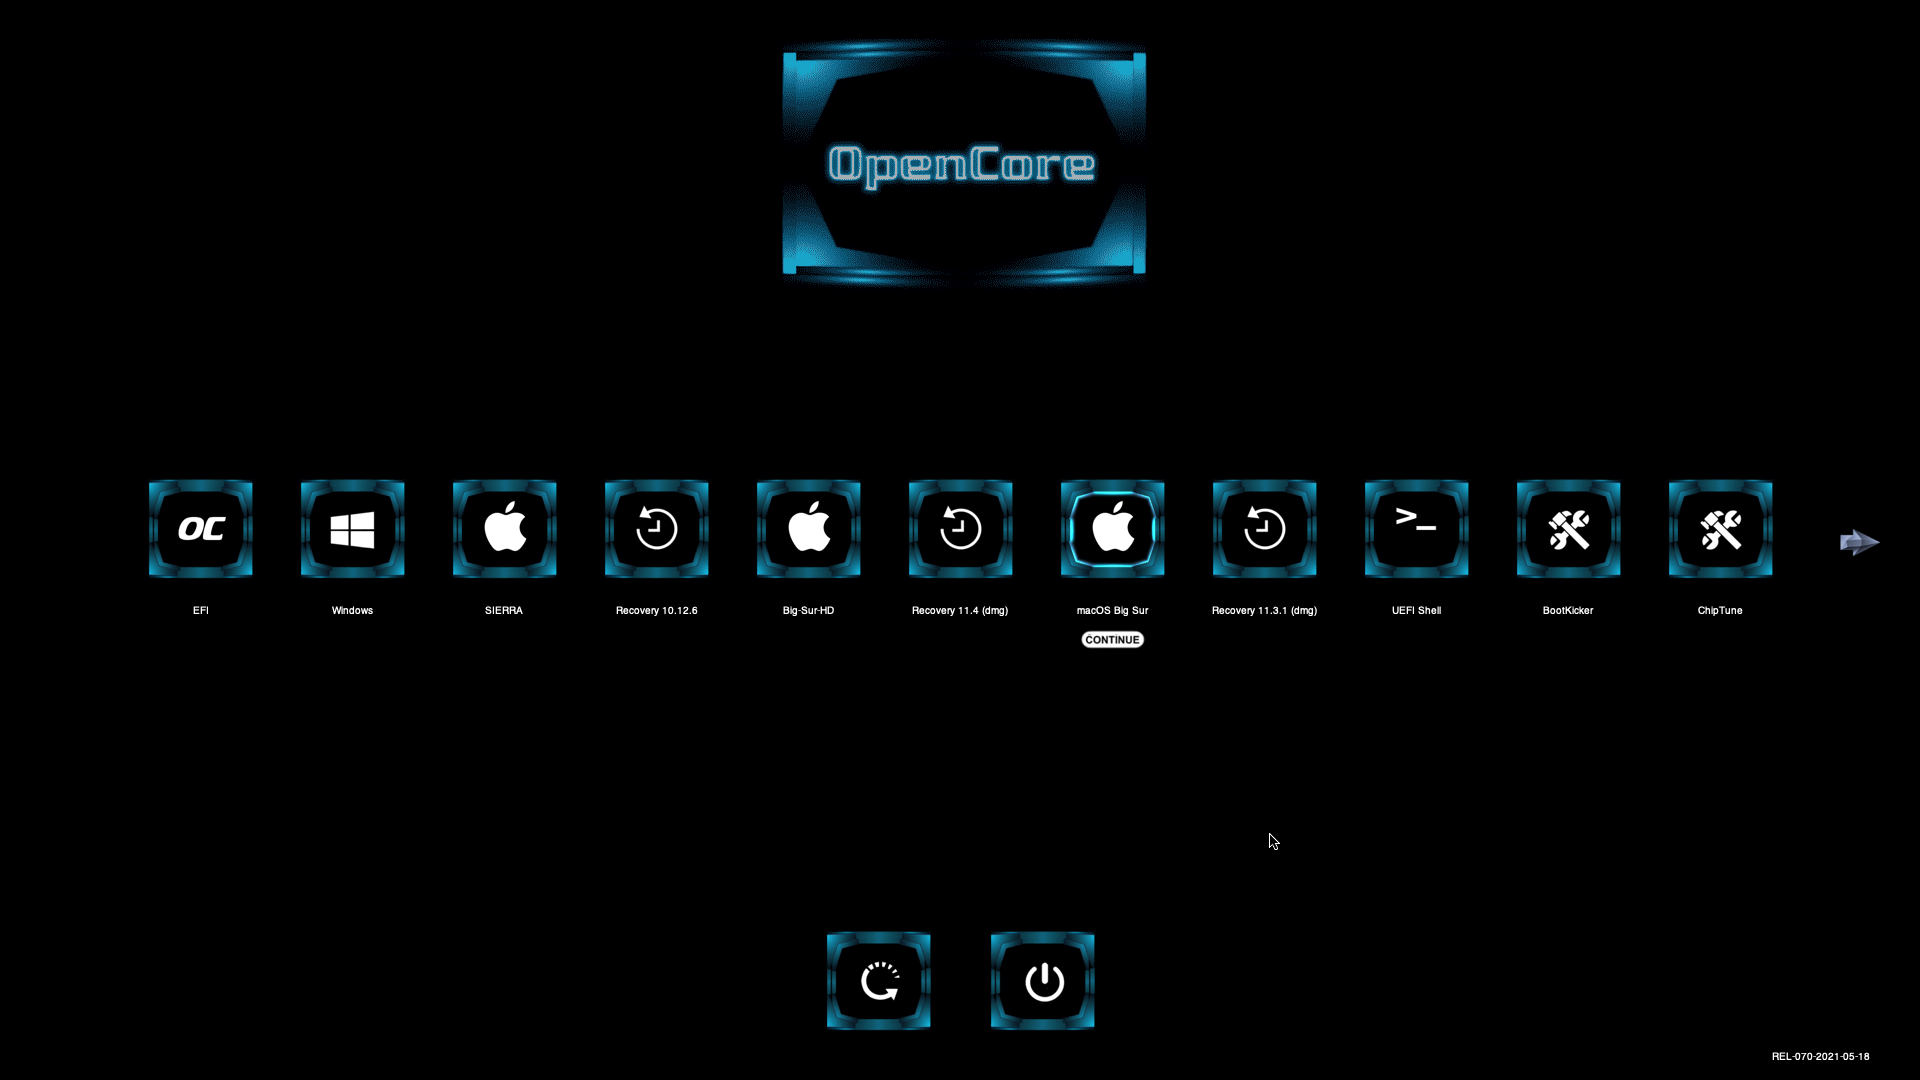 OpenCore
OC
>_
EFI
Windows
SIERRA
Recovery 10.12.6
Big-Sur-HD
Recovery 11.4 (dmg)
macOS Big Sur
Recovery 11.3.1 (dmg)
UEFI Shell
BootKicker
ChipTune
CONTINUE
REL-070-2021-05-18